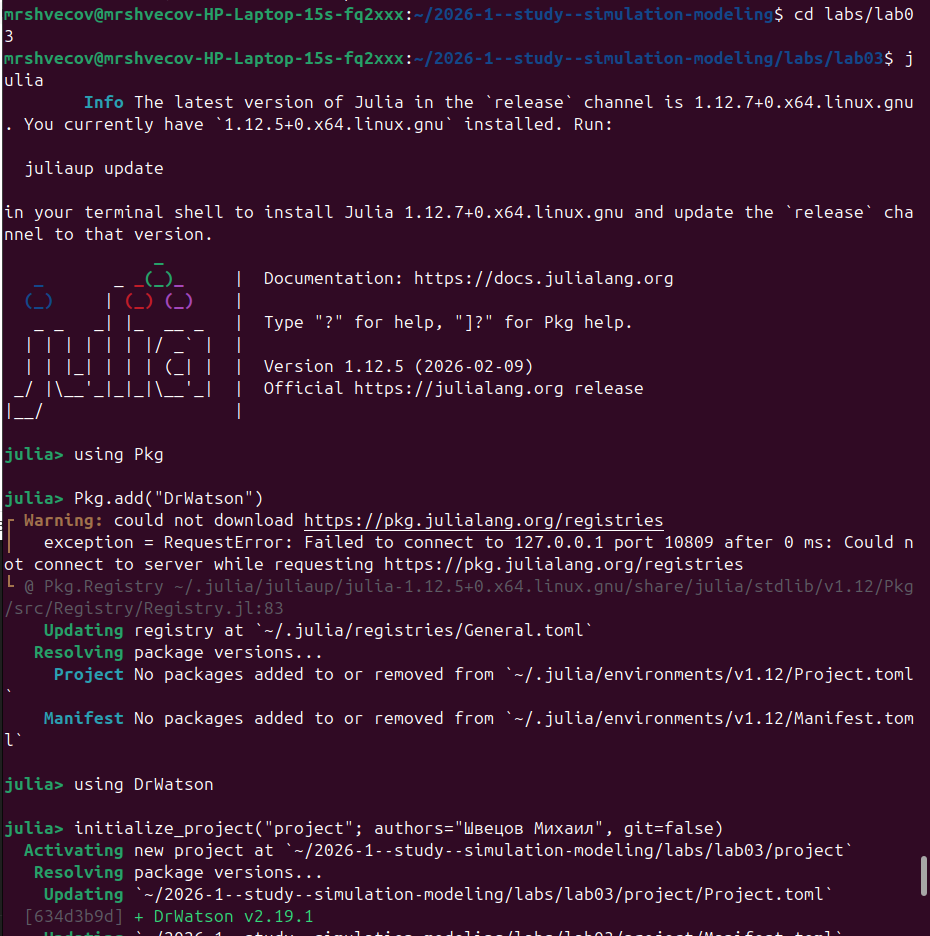 mrshvecov@mrshvecov-HP-Laptop-15s-fq2xxx:~/2026-1--study--simulation-modeling$ cd labs/lab0
3
mrshvecov@mrshvecov-HP-Laptop-15s-fq2xxx:~/2026-1--study--simulation-modeling/labs/lab03$ j
ulia
        Info The latest version of Julia in the `release` channel is 1.12.7+0.x64.linux.gnu
. You currently have `1.12.5+0.x64.linux.gnu` installed. Run:
  juliaup update
in your terminal shell to install Julia 1.12.7+0.x64.linux.gnu and update the `release` cha
nnel to that version.
               _
   _       _ _(_)_     |  Documentation: https://docs.julialang.org
  (_)     | (_) (_)    |
   _ _   _| |_  __ _   |  Type "?" for help, "]?" for Pkg help.
  | | | | | | |/ _` |  |
  | | |_| | | | (_| |  |  Version 1.12.5 (2026-02-09)
 _/ |\__'_|_|_|\__'_|  |  Official https://julialang.org release
|__/                   |
julia> using Pkg
julia> Pkg.add("DrWatson")
┌ Warning: could not download https://pkg.julialang.org/registries
│   exception = RequestError: Failed to connect to 127.0.0.1 port 10809 after 0 ms: Could n
ot connect to server while requesting https://pkg.julialang.org/registries
└ @ Pkg.Registry ~/.julia/juliaup/julia-1.12.5+0.x64.linux.gnu/share/julia/stdlib/v1.12/Pkg
/src/Registry/Registry.jl:83
    Updating registry at `~/.julia/registries/General.toml`
   Resolving package versions...
     Project No packages added to or removed from `~/.julia/environments/v1.12/Project.toml
`
    Manifest No packages added to or removed from `~/.julia/environments/v1.12/Manifest.tom
l`
julia> using DrWatson
julia> initialize_project("project"; authors="Швецов Михаил", git=false)
  Activating new project at `~/2026-1--study--simulation-modeling/labs/lab03/project`
   Resolving package versions...
    Updating `~/2026-1--study--simulation-modeling/labs/lab03/project/Project.toml`
  [634d3b9d] + DrWatson v2.19.1
    Updating `~/2026-1--study--simulation-modeling/labs/lab03/project/Manifest.toml`